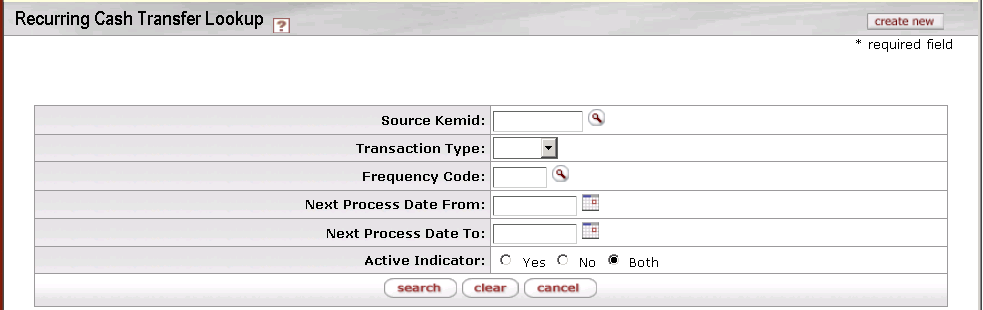 Recurring Cash Transfer Lookup ?
create new
* required field
Source Kemid:
Transaction Type:
Frequency Code:
Next Process Date From:
Next Process Date To:
Active Indicator: Yes No Both
search clear cancel